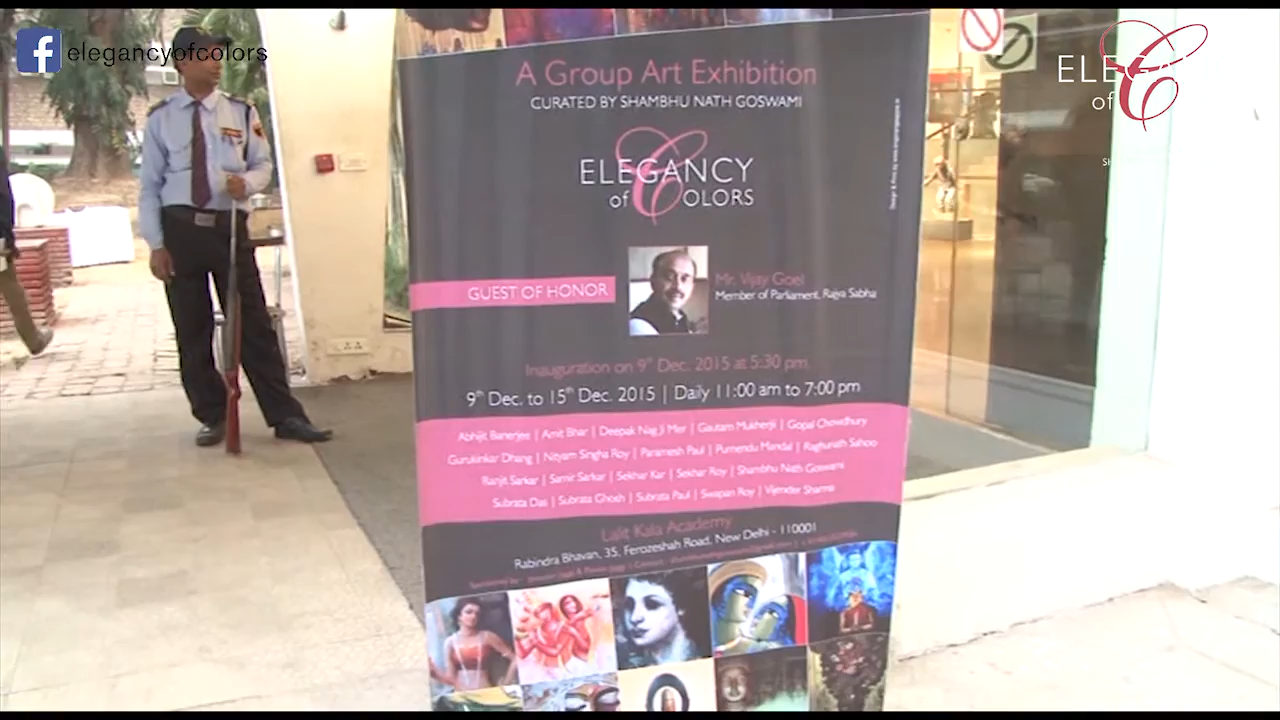 elegancyofcolors
A Group Art Exhibition
CURATED BY SHAMBHU NATH GOSWAMI
ELEGANCY
of COLORS
GUEST OF HONOR
Mr. Vijay Goel
Member of Parliament, Rajya Sabha
Inauguration on 9th Dec. 2015 at 5:30 pm.
9th Dec. to 15th Dec. 2015 | Daily 11:00 am to 7:00 pm
Abhijit Banerjee | Amit Bhar | Deepak Nag Ji Mer | Gautam Mukherji | Gopal Chowdhury
Gurukinkar Dhang | Nityam Singha Roy | Paramesh Paul | Purnendu Mandal | Raghunath Sahoo
Ranjit Sarkar | Samir Sarkar | Sekhar Kar | Sekhar Roy | Shambhu Nath Goswami
Subrata Das | Subrata Ghosh | Subrata Paul | Swapan Roy | Vijender Sharma
Lalit Kala Academy
Rabindra Bhavan, 35, Ferozeshah Road, New Delhi - 110001
ELEGA
of C